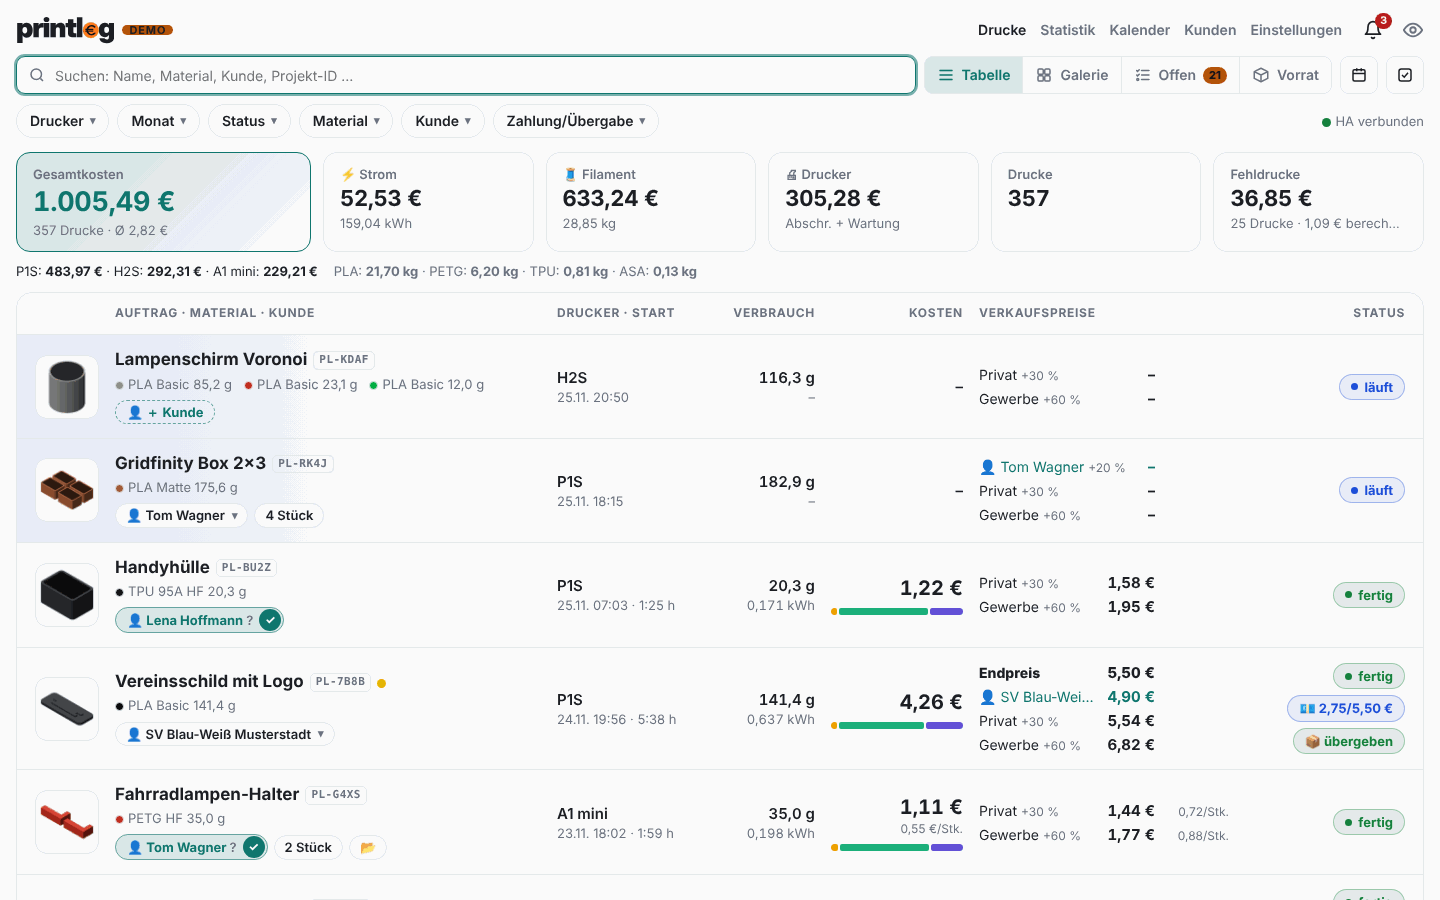 printl€g DEMO
Drucke Statistik Kalender Kunden Einstellungen 3
Suchen: Name, Material, Kunde, Projekt-ID ...
Tabelle Galerie Offen 21 Vorrat
Drucker ▾ Monat ▾ Status ▾ Material ▾ Kunde ▾ Zahlung/Übergabe ▾
HA verbunden
Gesamtkosten
1.005,49 €
357 Drucke · Ø 2,82 €
⚡ Strom
52,53 €
159,04 kWh
🧵 Filament
633,24 €
28,85 kg
🖨 Drucker
305,28 €
Abschr. + Wartung
Drucke
357
Fehldrucke
36,85 €
25 Drucke · 1,09 € berech...
P1S: 483,97 € · H2S: 292,31 € · A1 mini: 229,21 € PLA: 21,70 kg · PETG: 6,20 kg · TPU: 0,81 kg · ASA: 0,13 kg
AUFTRAG · MATERIAL · KUNDE DRUCKER · START VERBRAUCH KOSTEN VERKAUFSPREISE STATUS
Lampenschirm Voronoi PL-KDAF
PLA Basic 85,2 g PLA Basic 23,1 g PLA Basic 12,0 g
👤 + Kunde
H2S
25.11. 20:50
116,3 g
–
–
Privat +30 % –
Gewerbe +60 % –
läuft
Gridfinity Box 2×3 PL-RK4J
PLA Matte 175,6 g
👤 Tom Wagner ▾ 4 Stück
P1S
25.11. 18:15
182,9 g
–
–
👤 Tom Wagner +20 % –
Privat +30 % –
Gewerbe +60 % –
läuft
Handyhülle PL-BU2Z
TPU 95A HF 20,3 g
👤 Lena Hoffmann ? ✓
P1S
25.11. 07:03 · 1:25 h
20,3 g
0,171 kWh
1,22 €
Privat +30 % 1,58 €
Gewerbe +60 % 1,95 €
fertig
Vereinsschild mit Logo PL-7B8B
PLA Basic 141,4 g
👤 SV Blau-Weiß Musterstadt ▾
P1S
24.11. 19:56 · 5:38 h
141,4 g
0,637 kWh
4,26 €
Endpreis 5,50 €
👤 SV Blau-Wei... 4,90 €
Privat +30 % 5,54 €
Gewerbe +60 % 6,82 €
fertig
💶 2,75/5,50 €
📦 übergeben
Fahrradlampen-Halter PL-G4XS
PETG HF 35,0 g
👤 Tom Wagner ? ✓ 2 Stück 📂
A1 mini
23.11. 18:02 · 1:59 h
35,0 g
0,198 kWh
1,11 €
0,55 €/Stk.
Privat +30 % 1,44 € 0,72/Stk.
Gewerbe +60 % 1,77 € 0,88/Stk.
fertig